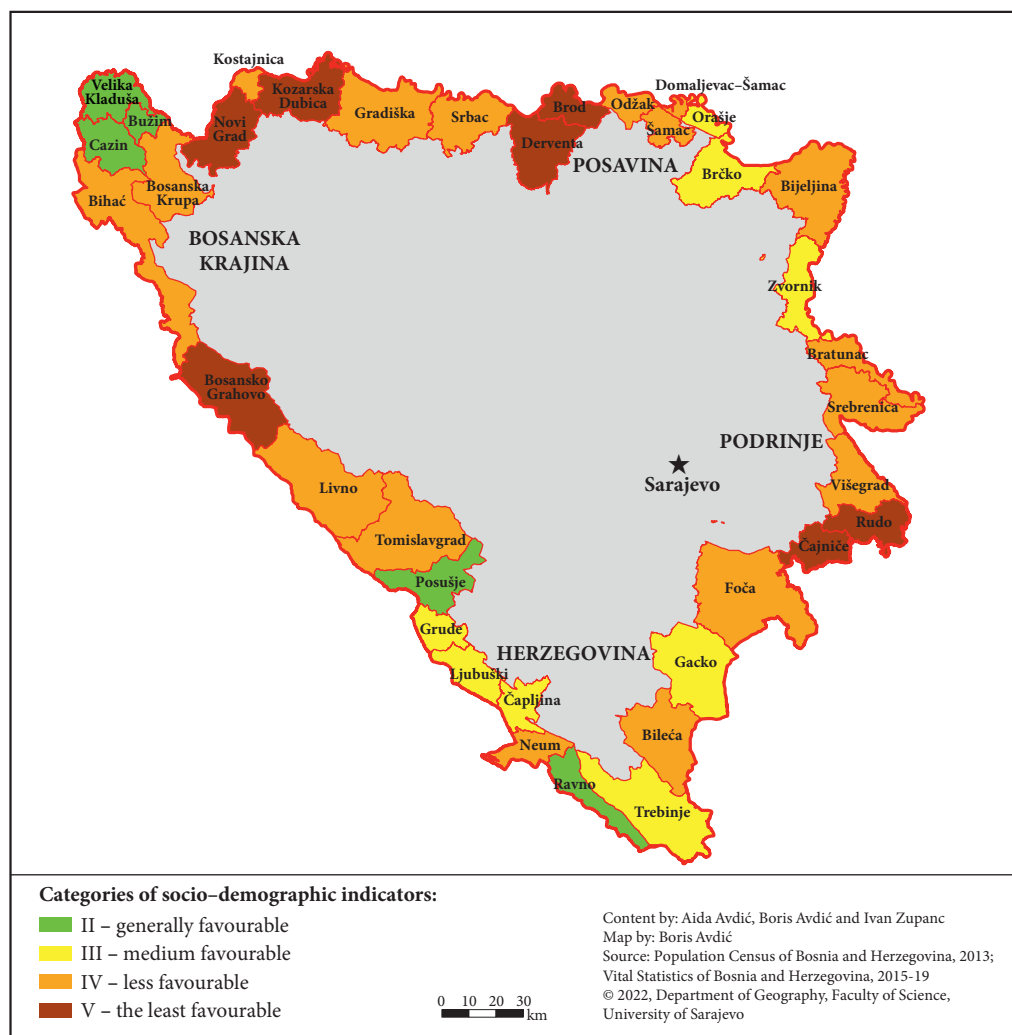 Kostajnica
Velika
Kladuša
Bužim
Cazin
Bihać
Bosanska
Krupa
Novi
Grad
Kozarska
Dubica
Gradiška
Srbac
Brod
Derventa
Odžak
Domaljevac–Šamac
Šamac
Orašje
POSAVINA
Brčko
Bijeljina
BOSANSKA
KRAJINA
Zvornik
Bratunac
Srebrenica
Bosansko
Grahovo
PODRINJE
Sarajevo
Višegrad
Rudo
Čajniče
Livno
Tomislavgrad
Posušje
Foča
Grude
HERZEGOVINA
Gacko
Ljubuški
Čapljina
Bileća
Neum
Ravno
Trebinje
Categories of socio–demographic indicators:
II – generally favourable
III – medium favourable
IV – less favourable
V – the least favourable
0 10 20 30
km
Content by: Aida Avdić, Boris Avdić and Ivan Zupanc
Map by: Boris Avdić
Source: Population Census of Bosnia and Herzegovina, 2013;
Vital Statistics of Bosnia and Herzegovina, 2015-19
© 2022, Department of Geography, Faculty of Science,
University of Sarajevo